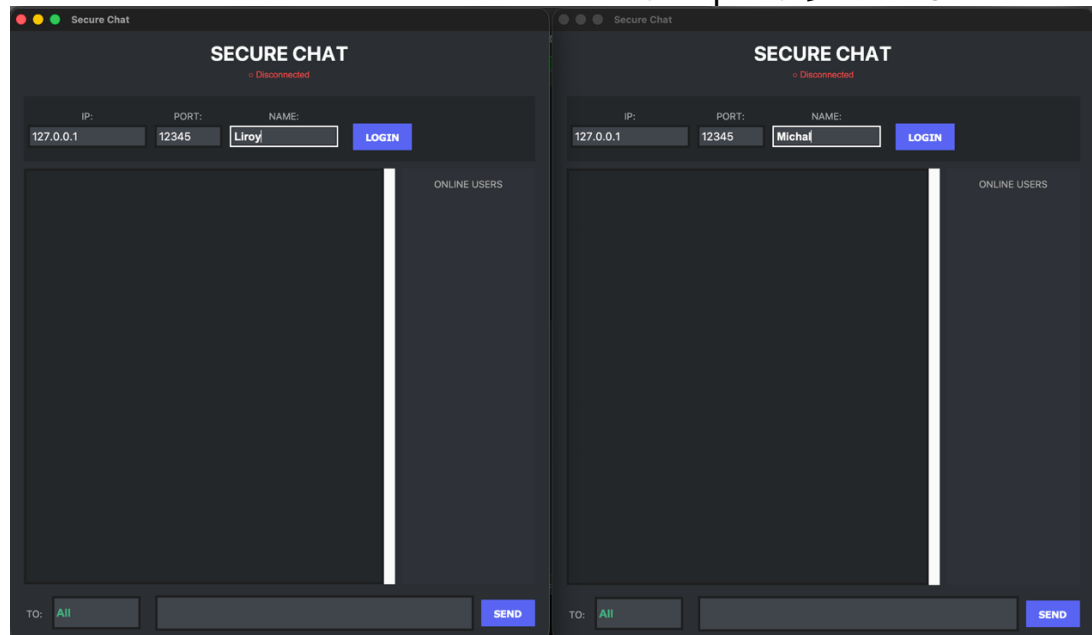 Secure Chat
SECURE CHAT
○ Disconnected
IP: PORT: NAME:
127.0.0.1 12345 Liroy LOGIN
ONLINE USERS
TO: All SEND
Secure Chat
SECURE CHAT
○ Disconnected
IP: PORT: NAME:
127.0.0.1 12345 Michal LOGIN
ONLINE USERS
TO: All SEND